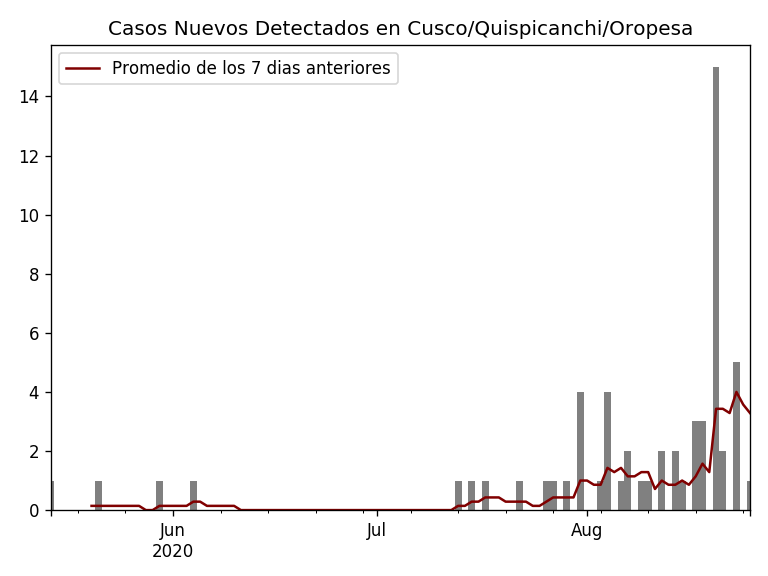 Casos Nuevos Detectados en Cusco/Quispicanchi/Oropesa
Promedio de los 7 dias anteriores
14
12
10
8
6
4
2
0
Jun
2020
Jul
Aug